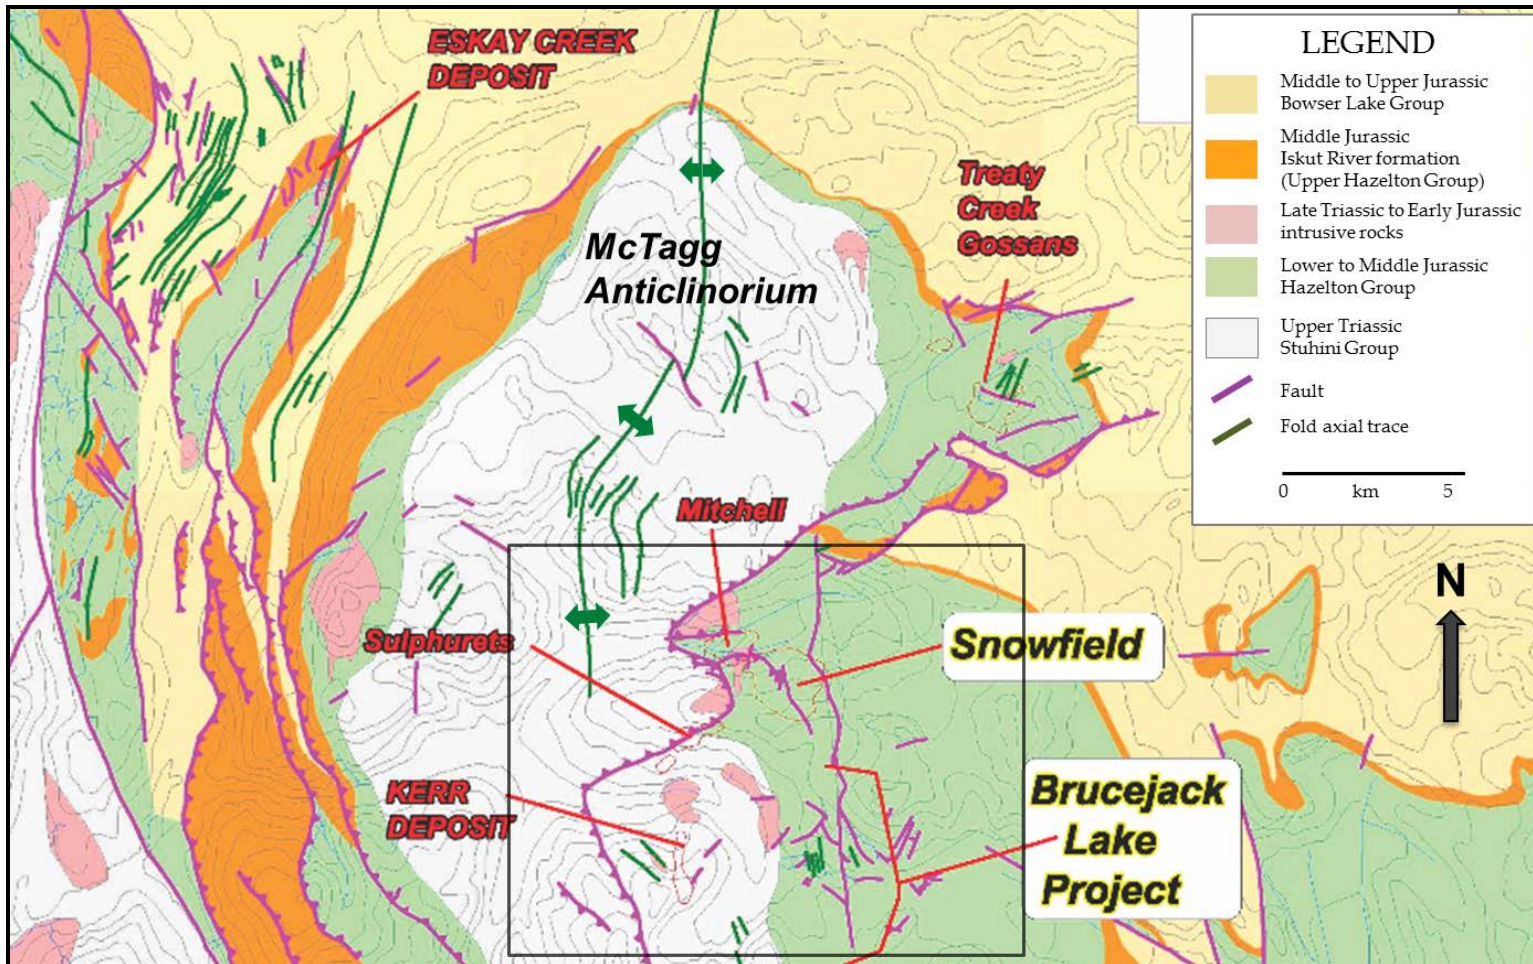 ESKAY CREEK
DEPOSIT
McTagg
Anticlinorium
Treaty
Creek
Gossans
Mitchell
Sulphurets
Snowfield
KERR
DEPOSIT
Brucejack
Lake
Project
N
LEGEND
Middle to Upper Jurassic
Bowser Lake Group
Middle Jurassic
Iskut River formation
(Upper Hazelton Group)
Late Triassic to Early Jurassic
intrusive rocks
Lower to Middle Jurassic
Hazelton Group
Upper Triassic
Stuhini Group
Fault
Fold axial trace
0 km 5